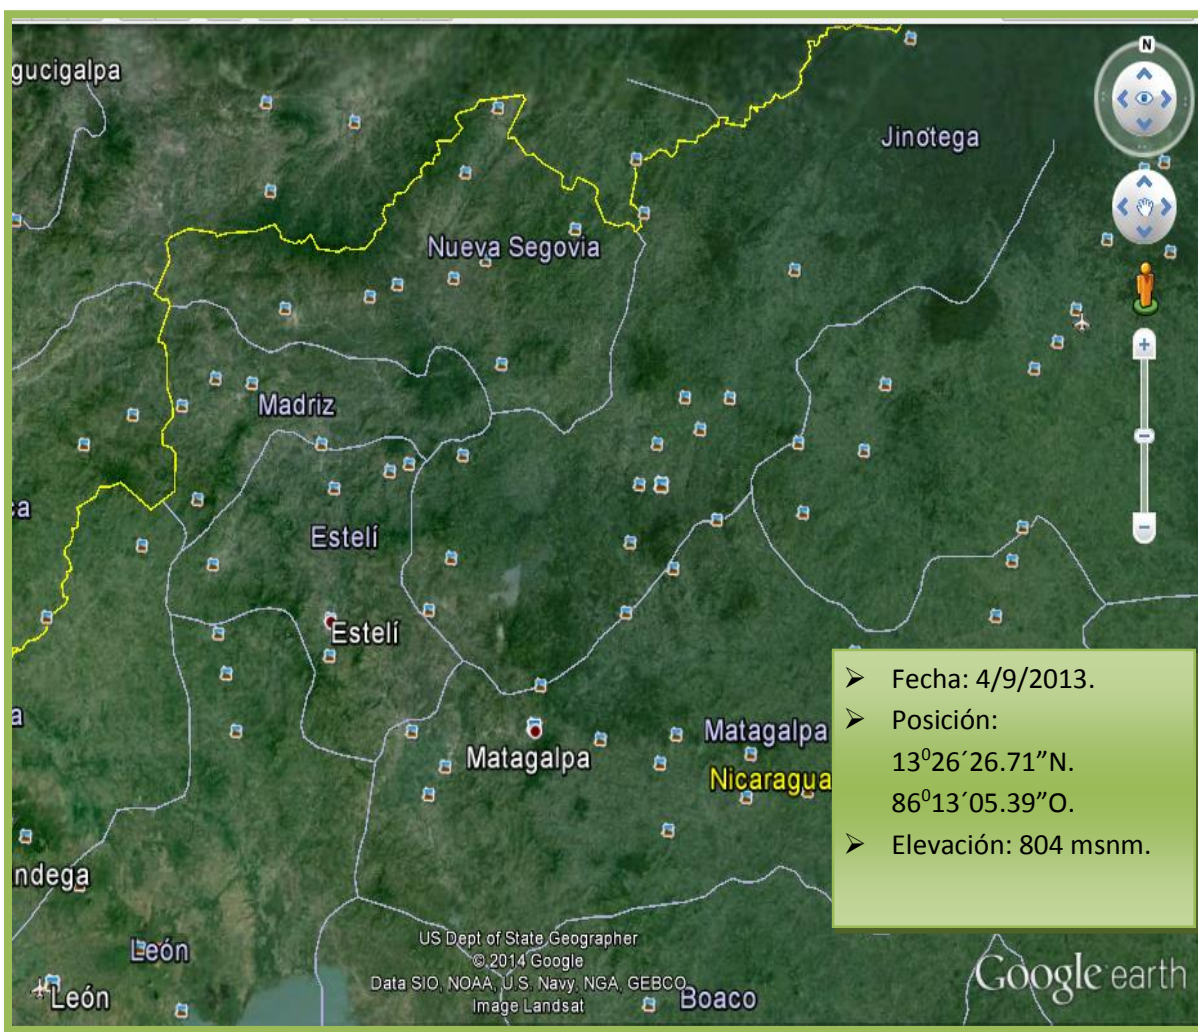 N
gucigalpa
Jinotega
Nueva Segovia
Madriz
a
Estelí
Estelí
a
Matagalpa
Matagalpa
Nicaragua
ndega
León
León
Boaco
➢ Fecha: 4/9/2013.
➢ Posición:
13⁰26´26.71”N.
86⁰13´05.39”O.
➢ Elevación: 804 msnm.
US Dept of State Geographer
© 2014 Google
Data SIO, NOAA, U.S. Navy, NGA, GEBCO
Image Landsat
Google earth